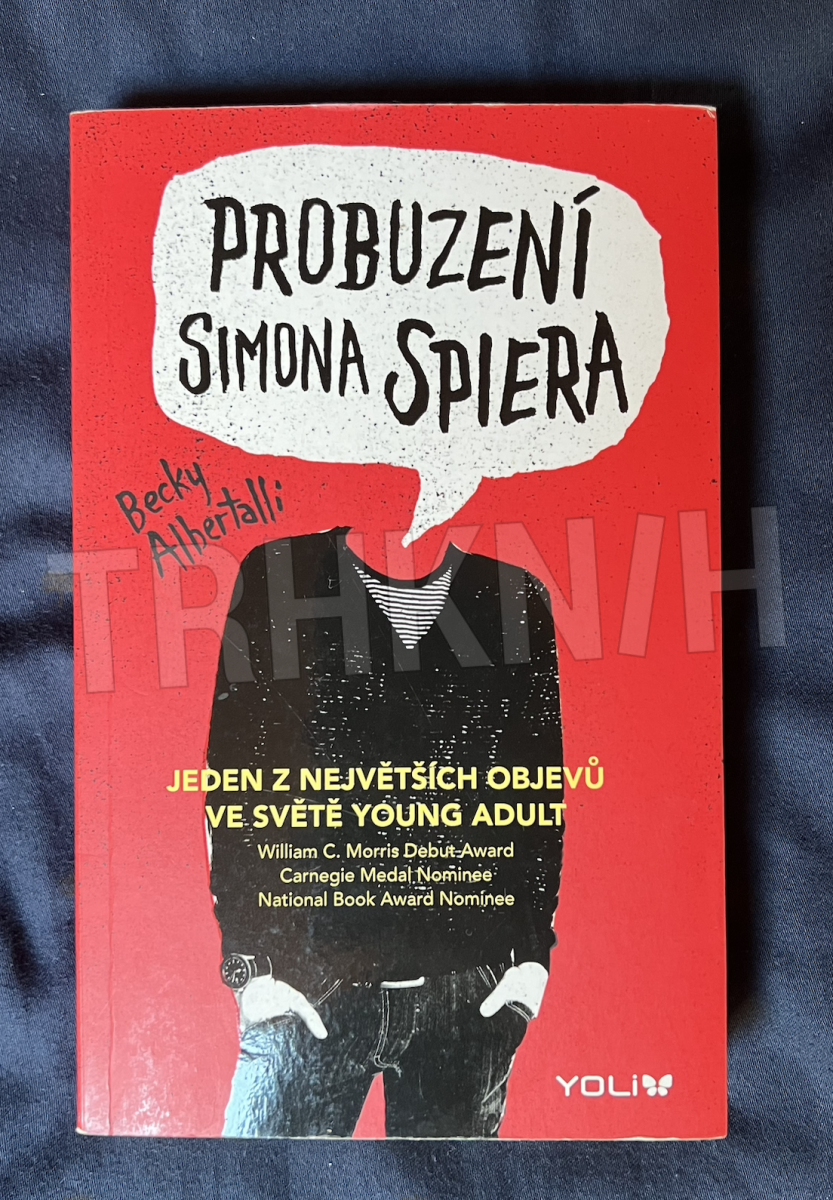 PROBUZENÍ
SIMONA SPIERA
Becky
Albertalli
TRHKN/H
JEDEN Z NEJVĚTŠÍCH OBJEVŮ
VE SVĚTĚ YOUNG ADULT
William C. Morris Debut Award
Carnegie Medal Nominee
National Book Award Nominee
YOLi